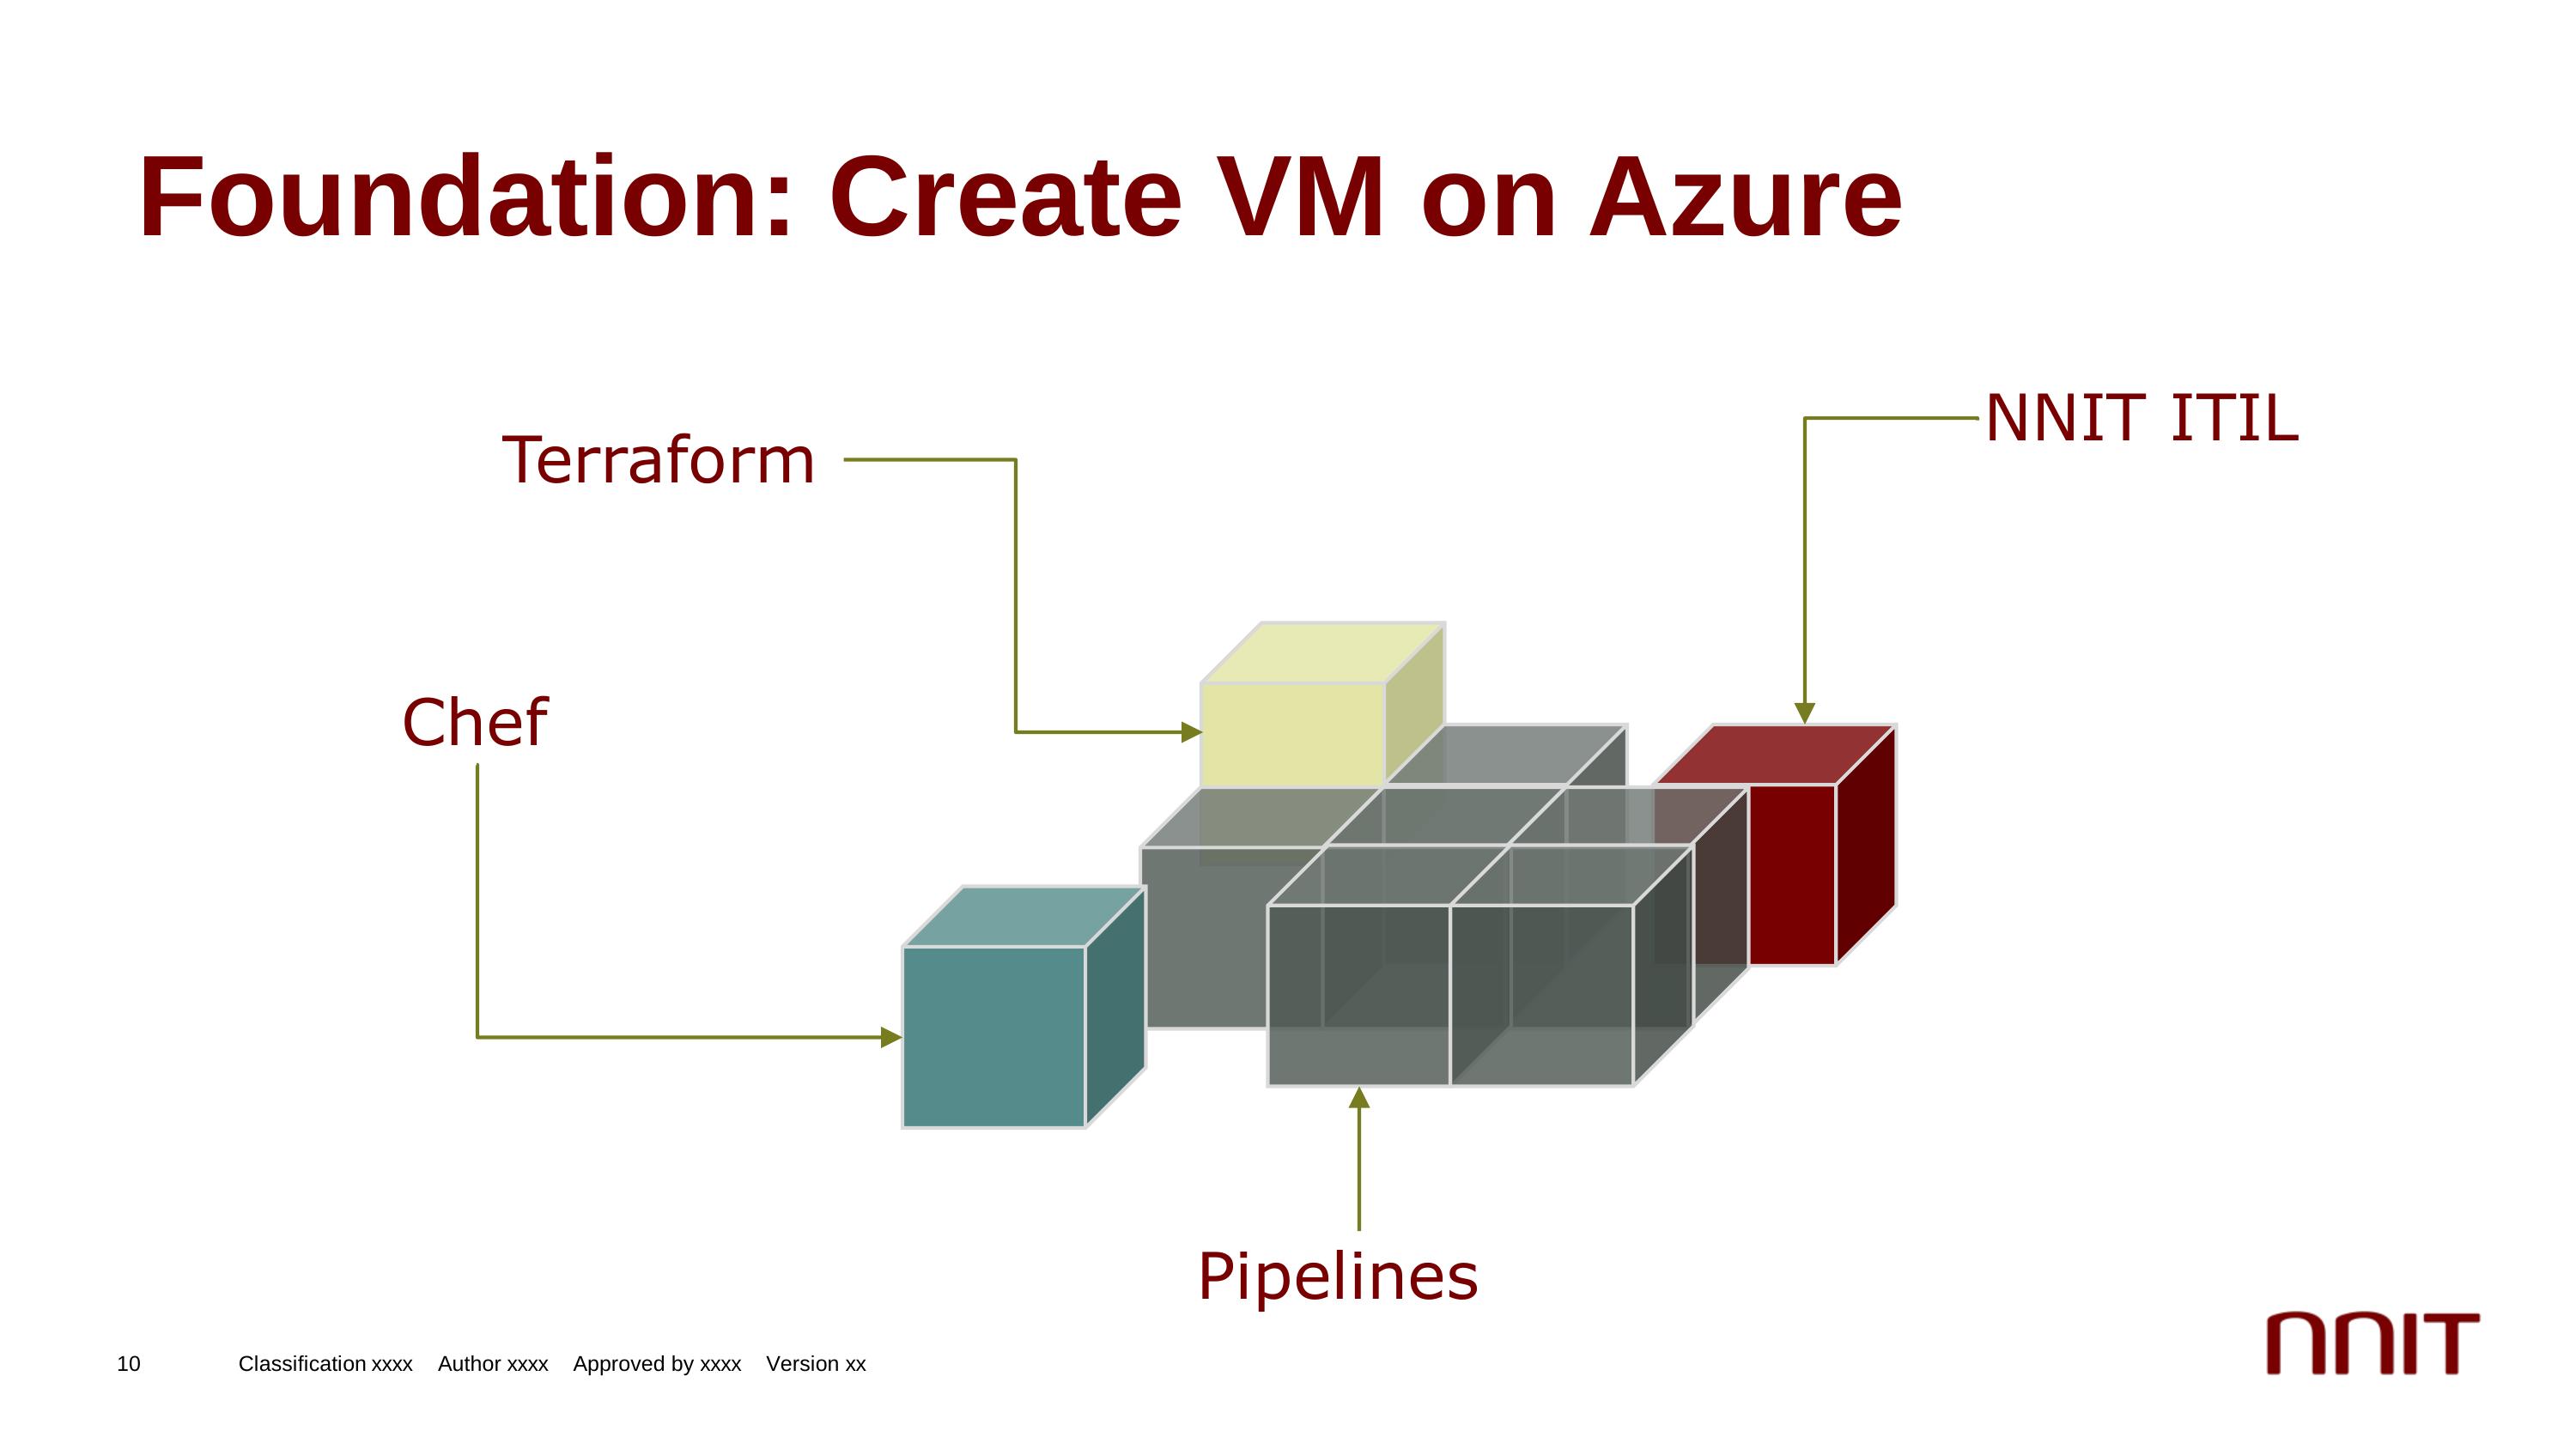 Foundation: Create VM on Azure
NNIT ITIL
Terraform
Chef
Pipelines
nnIT
10 Classification xxxx Author xxxx Approved by xxxx Version xx